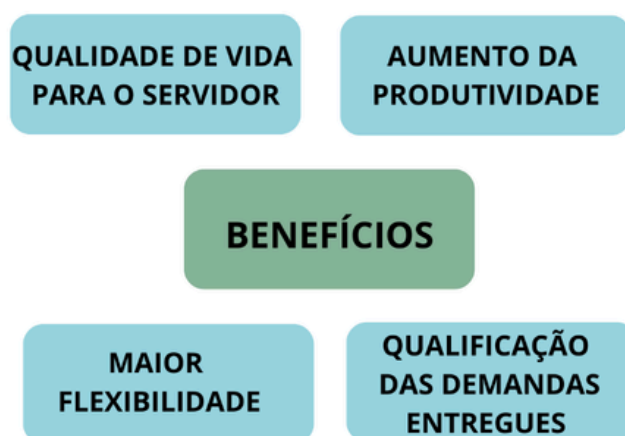 QUALIDADE DE VIDA
PARA O SERVIDOR
AUMENTO DA
PRODUTIVIDADE
BENEFÍCIOS
MAIOR
FLEXIBILIDADE
QUALIFICAÇÃO
DAS DEMANDAS
ENTREGUES